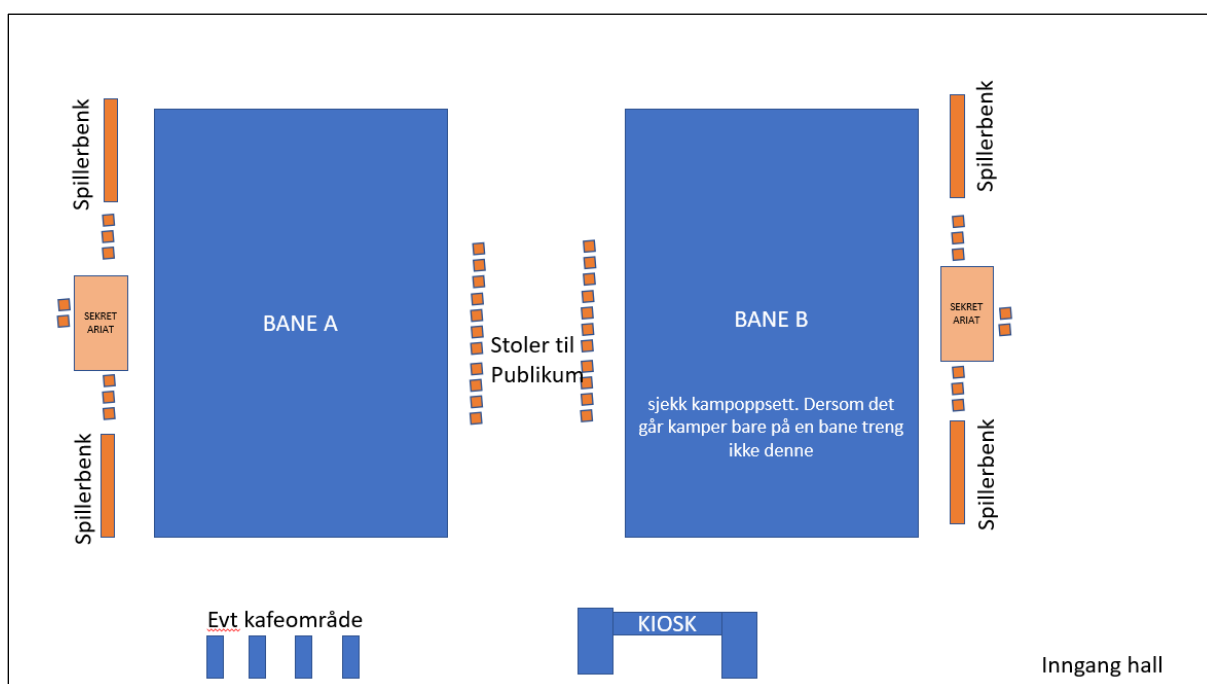 Spillerbenk
Spillerbenk
SEKRET
ARIAT
BANE A
Stoler til
Publikum
BANE B
sjekk kampoppsett. Dersom det
går kamper bare på en bane treng
ikke denne
SEKRET
ARIAT
Spillerbenk
Spillerbenk
Evt kafeområde
KIOSK
Inngang hall